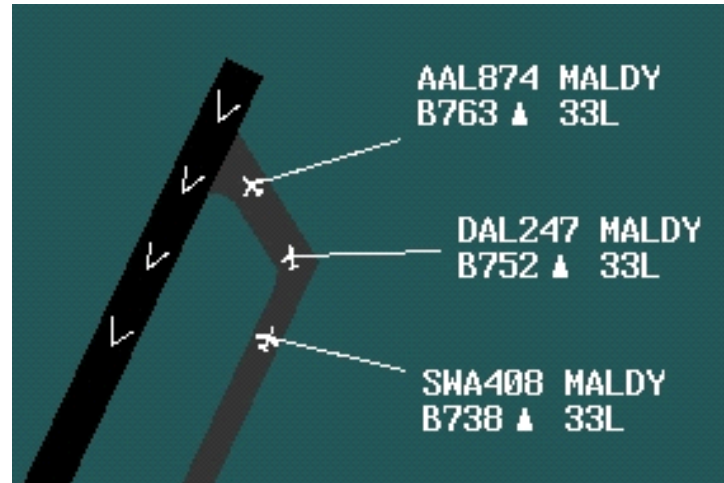 AAL874 MALDY
B763 ▲ 33L
DAL247 MALDY
B752 ▲ 33L
SWA408 MALDY
B738 ▲ 33L